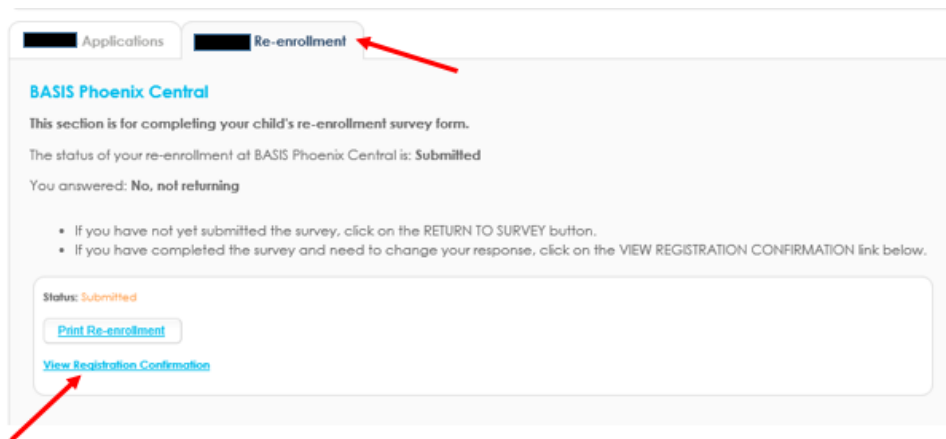 Applications
Re-enrollment
BASIS Phoenix Central
This section is for completing your child's re-enrollment survey form.
The status of your re-enrollment at BASIS Phoenix Central is: Submitted
You answered: No, not returning
• If you have not yet submitted the survey, click on the RETURN TO SURVEY button.
• If you have completed the survey and need to change your response, click on the VIEW REGISTRATION CONFIRMATION link below.
Status: Submitted
Print Re-enrollment
View Registration Confirmation